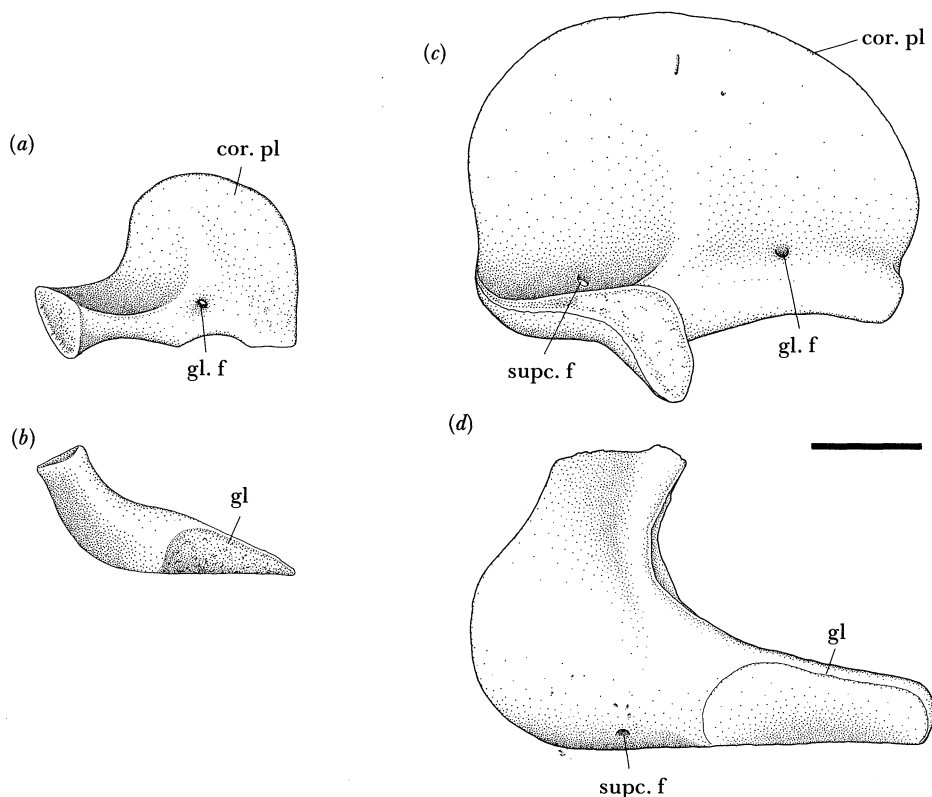 (a)
cor. pl
gl. f
(b)
gl
(c)
cor. pl
supc. f
gl. f
(d)
gl
supc. f